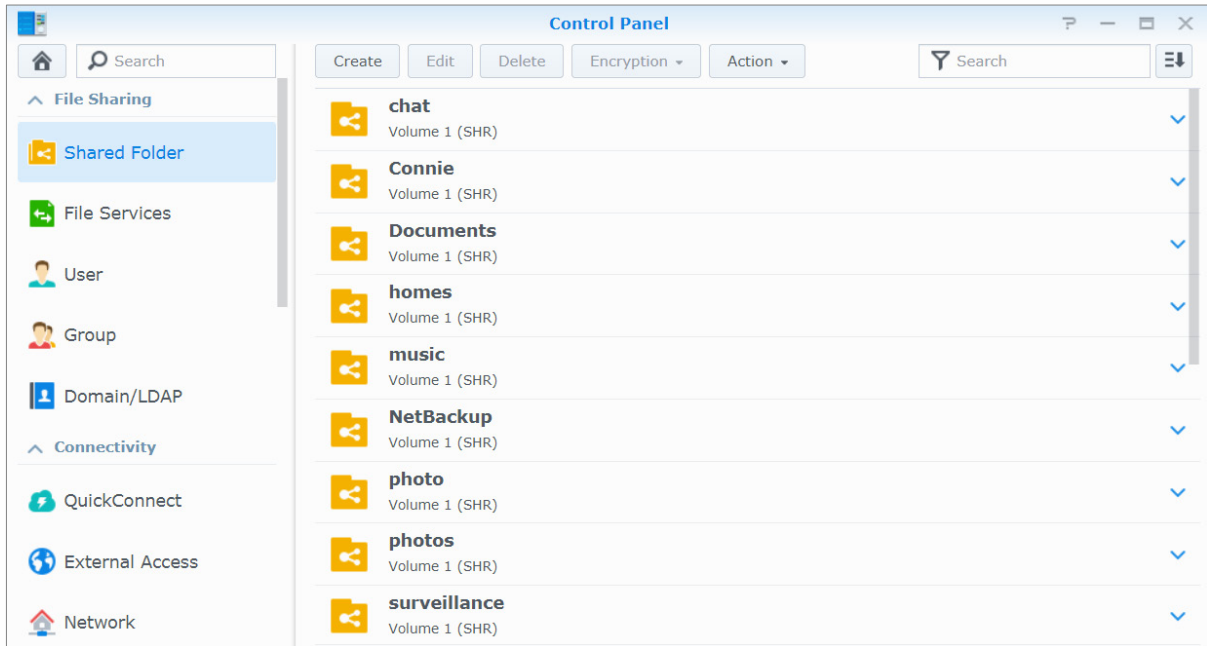 Control Panel
Search
File Sharing
Shared Folder
File Services
User
Group
Domain/LDAP
Connectivity
QuickConnect
External Access
Network
Create Edit Delete Encryption Action Search
chat
Volume 1 (SHR)
Connie
Volume 1 (SHR)
Documents
Volume 1 (SHR)
homes
Volume 1 (SHR)
music
Volume 1 (SHR)
NetBackup
Volume 1 (SHR)
photo
Volume 1 (SHR)
photos
Volume 1 (SHR)
surveillance
Volume 1 (SHR)